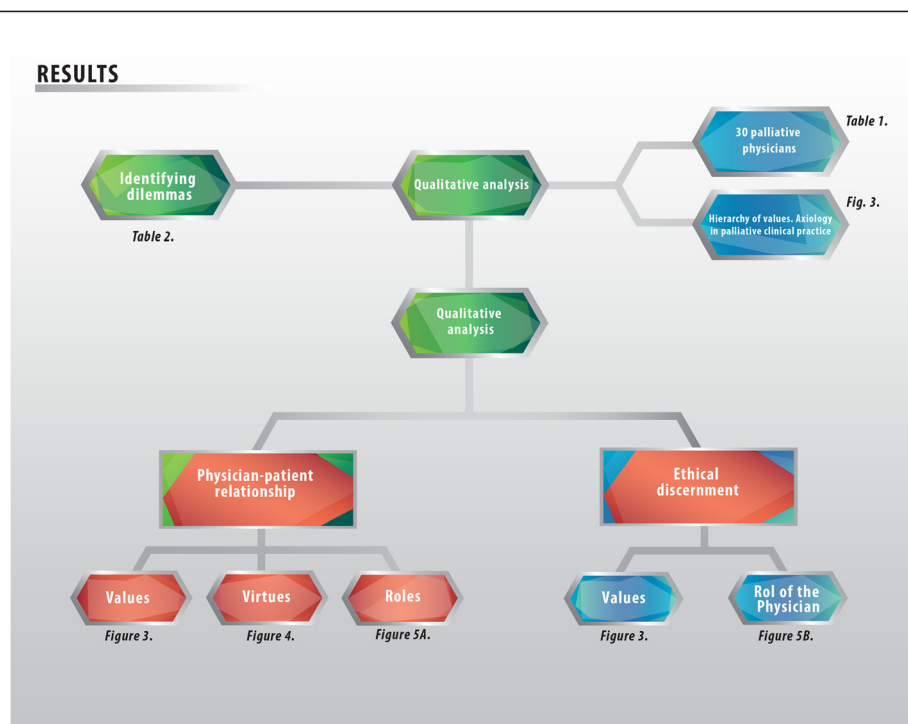 RESULTS
30 palliative
physicians
Table 1.
Identifying
dilemmas
Table 2.
Qualitative analysis
Hierarchy of values. Axiology
in palliative clinical practice
Fig. 3.
Qualitative
analysis
Physician-patient
relationship
Ethical
discernment
Values
Figure 3.
Virtues
Figure 4.
Roles
Figure 5A.
Values
Figure 3.
Rol of the
Physician
Figure 5B.